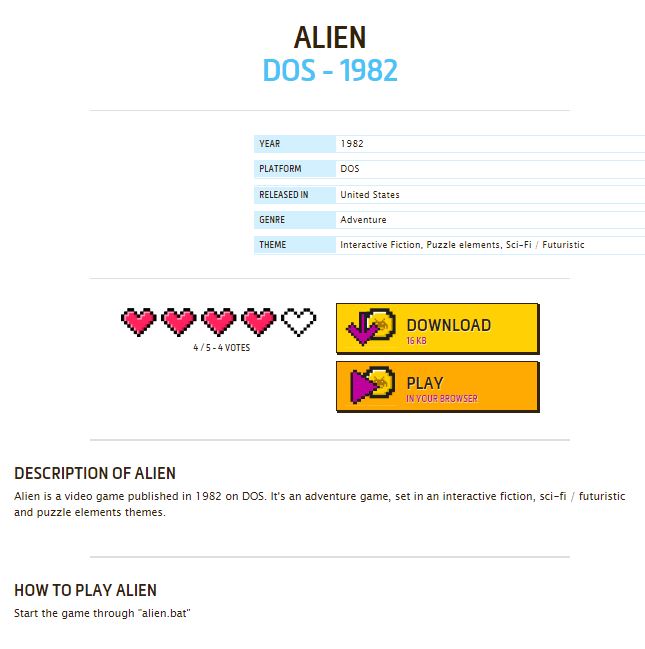 ALIEN
DOS - 1982
YEAR 1982
PLATFORM DOS
RELEASED IN United States
GENRE Adventure
THEME Interactive Fiction, Puzzle elements, Sci-Fi / Futuristic
4 / 5 - 4 VOTES
DOWNLOAD
16 KB
PLAY
IN YOUR BROWSER
DESCRIPTION OF ALIEN
Alien is a video game published in 1982 on DOS. It's an adventure game, set in an interactive fiction, sci-fi / futuristic
and puzzle elements themes.
HOW TO PLAY ALIEN
Start the game through "alien.bat"